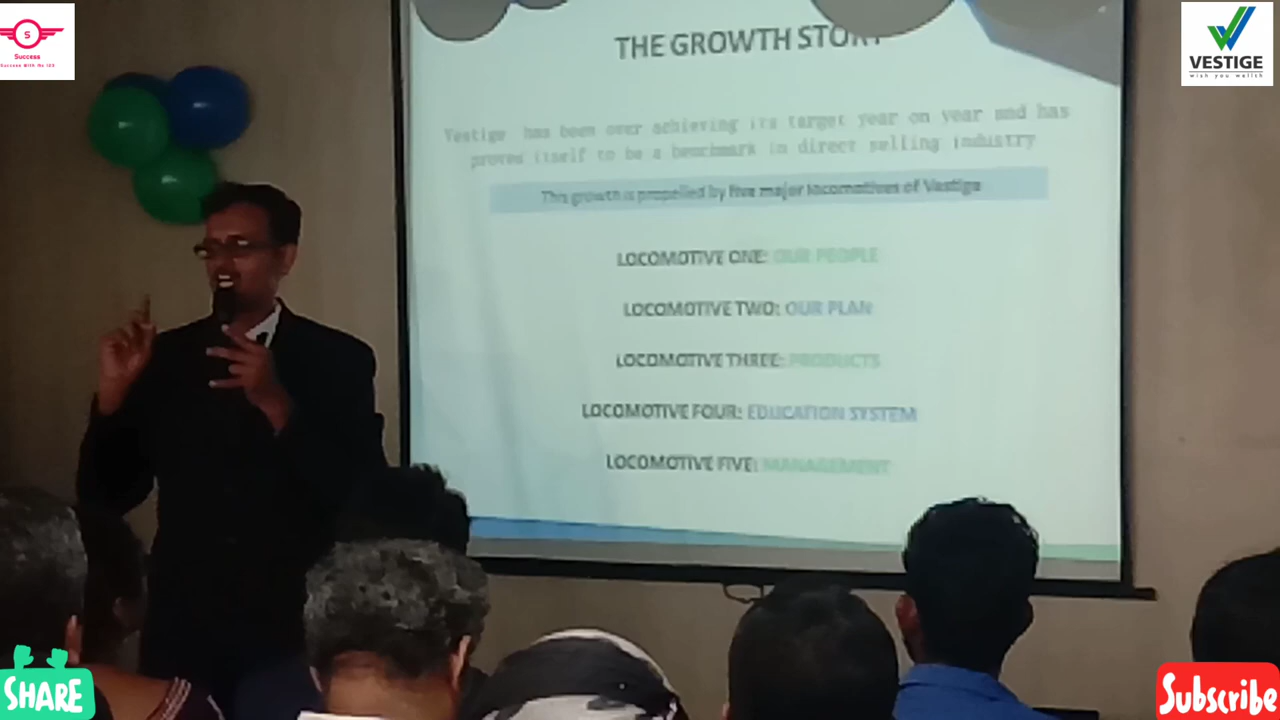 S
Success
VESTIGE
wish you wellth
THE GROWTH STORY
Vestige has been over achieving its target year on year and has
proven itself to be a benchmark in direct selling industry
This growth is propelled by five major locomotives of Vestige
LOCOMOTIVE ONE: OUR PEOPLE
LOCOMOTIVE TWO: OUR PLAN
LOCOMOTIVE THREE: PRODUCTS
LOCOMOTIVE FOUR: EDUCATION SYSTEM
LOCOMOTIVE FIVE: MANAGEMENT
SHARE
Subscribe